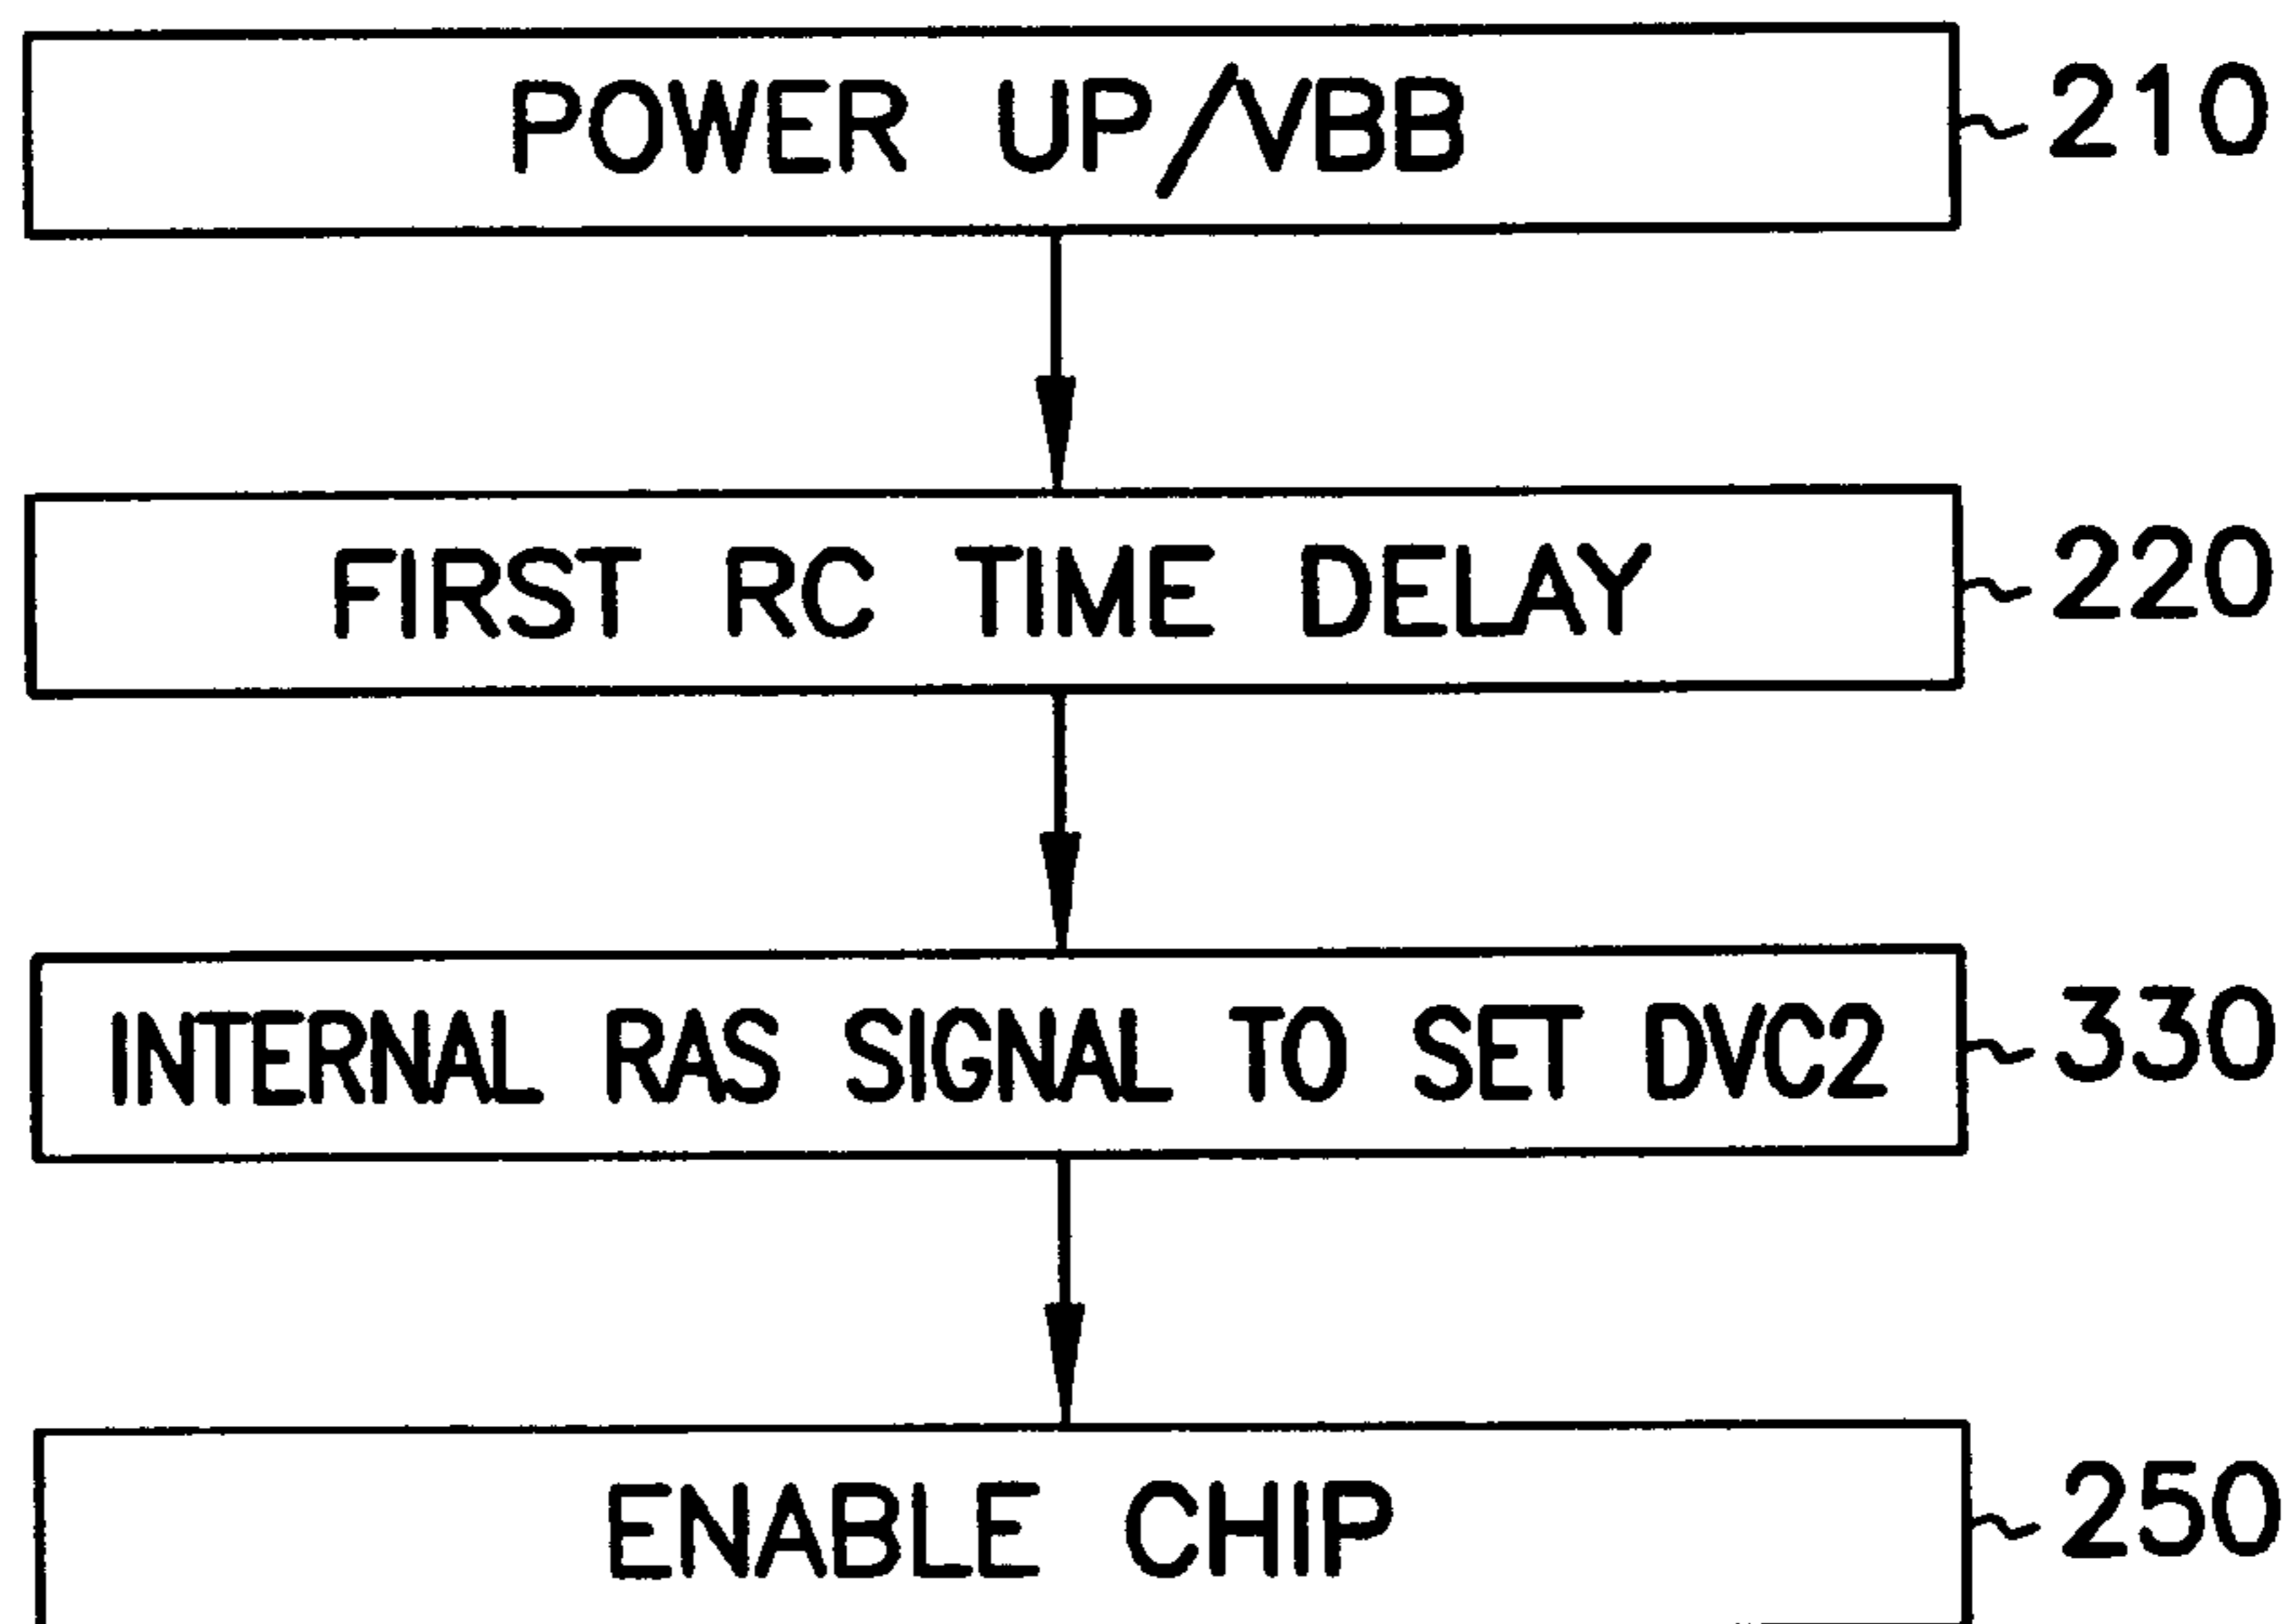 POWER UP/VBB 210
FIRST RC TIME DELAY 220
INTERNAL RAS SIGNAL TO SET DVC2 330
ENABLE CHIP 250